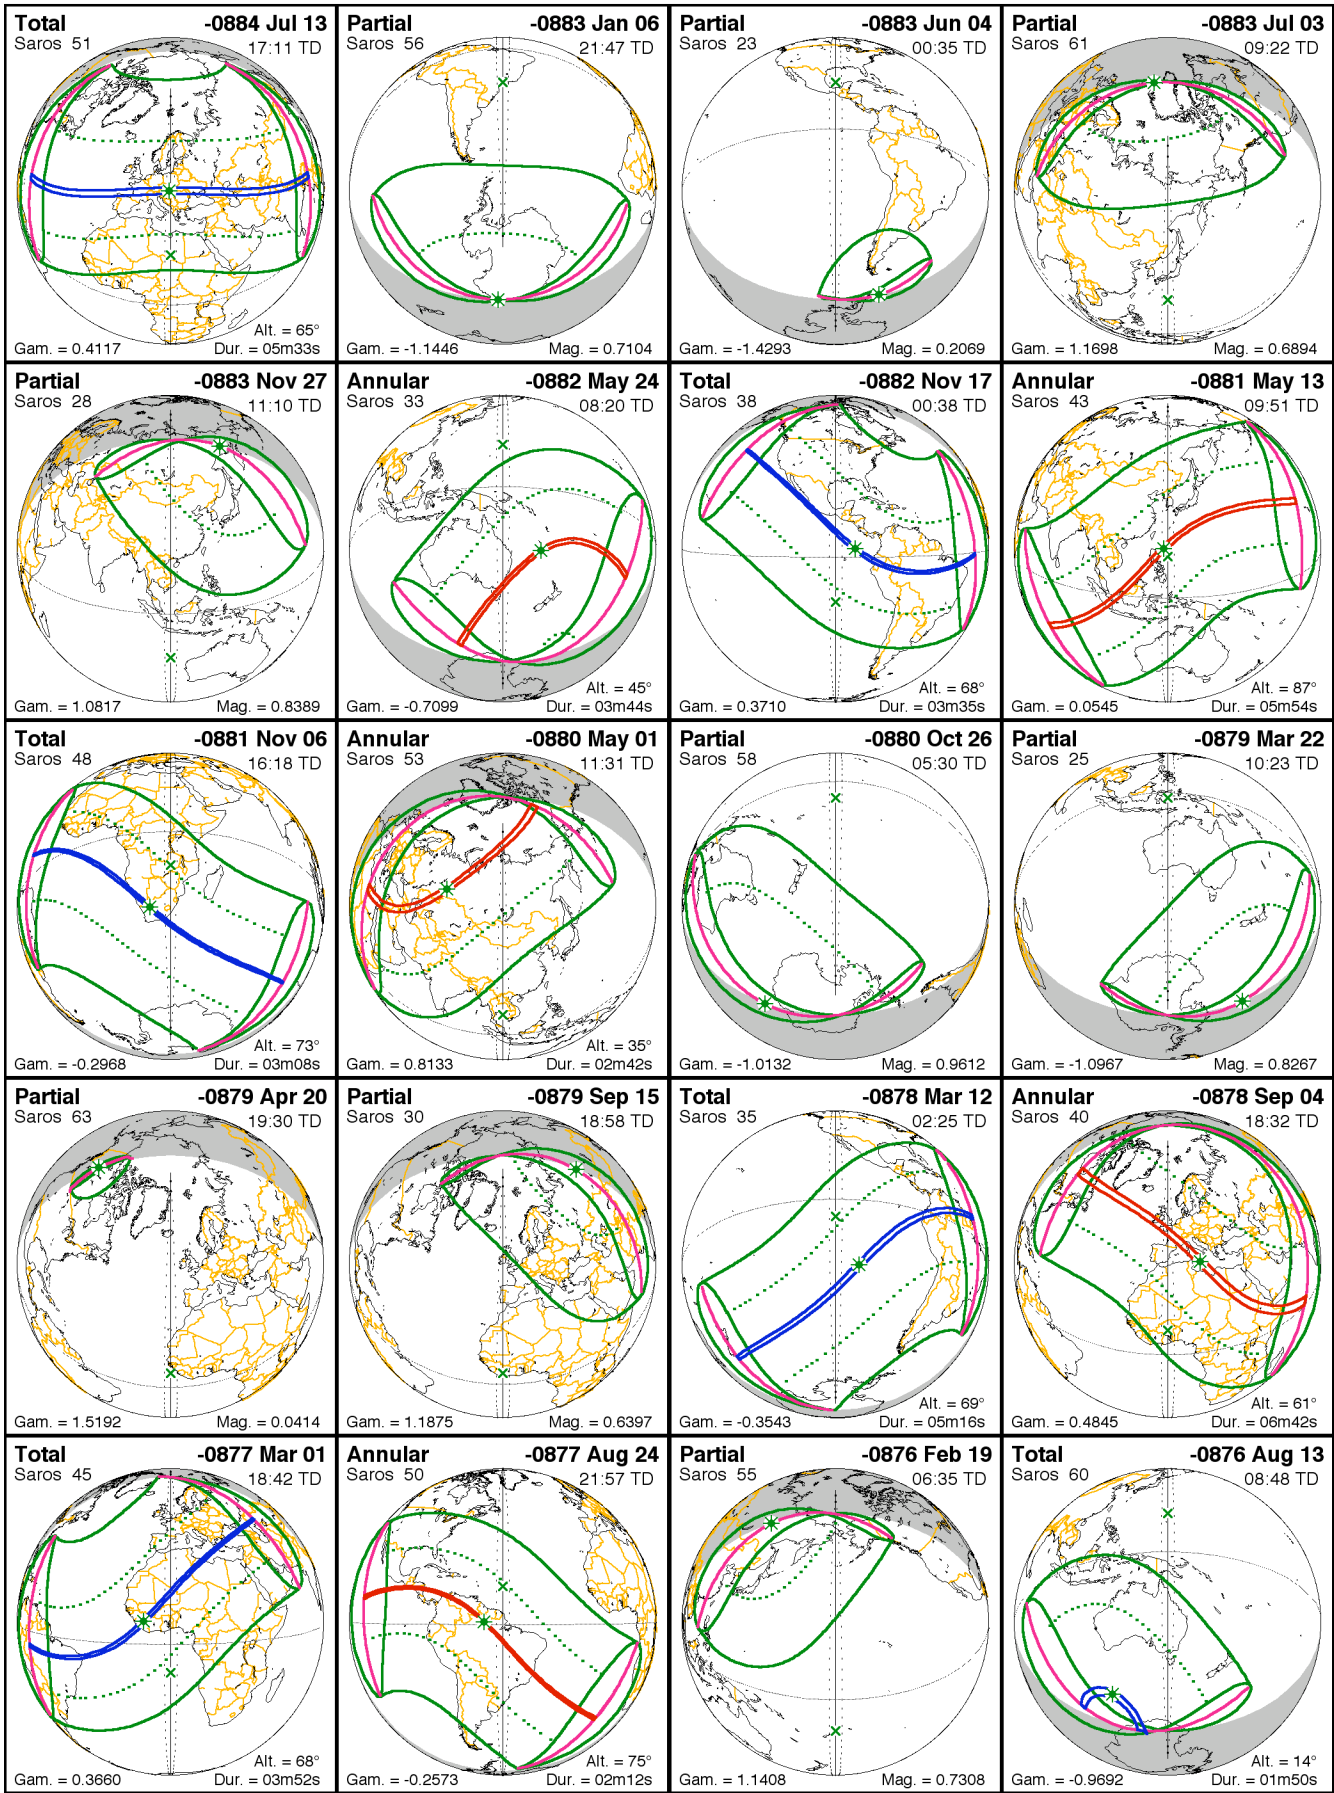 Total -0884 Jul 13
Saros 51 17:11 TD
Alt. = 65°
Gam. = 0.4117 Dur. = 05m33s
Partial -0883 Jan 06
Saros 56 21:47 TD
Gam. = -1.1446 Mag. = 0.7104
Partial -0883 Jun 04
Saros 23 00:35 TD
Gam. = -1.4293 Mag. = 0.2069
Partial -0883 Jul 03
Saros 61 09:22 TD
Gam. = 1.1698 Mag. = 0.6894
Partial -0883 Nov 27
Saros 28 11:10 TD
Gam. = 1.0817 Mag. = 0.8389
Annular -0882 May 24
Saros 33 08:20 TD
Alt. = 45°
Gam. = -0.7099 Dur. = 03m44s
Total -0882 Nov 17
Saros 38 00:38 TD
Alt. = 68°
Gam. = 0.3710 Dur. = 03m35s
Annular -0881 May 13
Saros 43 09:51 TD
Alt. = 87°
Gam. = 0.0545 Dur. = 05m54s
Total -0881 Nov 06
Saros 48 16:18 TD
Alt. = 73°
Gam. = -0.2968 Dur. = 03m08s
Annular -0880 May 01
Saros 53 11:31 TD
Alt. = 35°
Gam. = 0.8133 Dur. = 02m42s
Partial -0880 Oct 26
Saros 58 05:30 TD
Gam. = -1.0132 Mag. = 0.9612
Partial -0879 Mar 22
Saros 25 10:23 TD
Gam. = -1.0967 Mag. = 0.8267
Partial -0879 Apr 20
Saros 63 19:30 TD
Gam. = 1.5192 Mag. = 0.0414
Partial -0879 Sep 15
Saros 30 18:58 TD
Gam. = 1.1875 Mag. = 0.6397
Total -0878 Mar 12
Saros 35 02:25 TD
Alt. = 69°
Gam. = -0.3543 Dur. = 05m16s
Annular -0878 Sep 04
Saros 40 18:32 TD
Alt. = 61°
Gam. = 0.4845 Dur. = 06m42s
Total -0877 Mar 01
Saros 45 18:42 TD
Alt. = 68°
Gam. = 0.3660 Dur. = 03m52s
Annular -0877 Aug 24
Saros 50 21:57 TD
Alt. = 75°
Gam. = -0.2573 Dur. = 02m12s
Partial -0876 Feb 19
Saros 55 06:35 TD
Gam. = 1.1408 Mag. = 0.7308
Total -0876 Aug 13
Saros 60 08:48 TD
Alt. = 14°
Gam. = -0.9692 Dur. = 01m50s